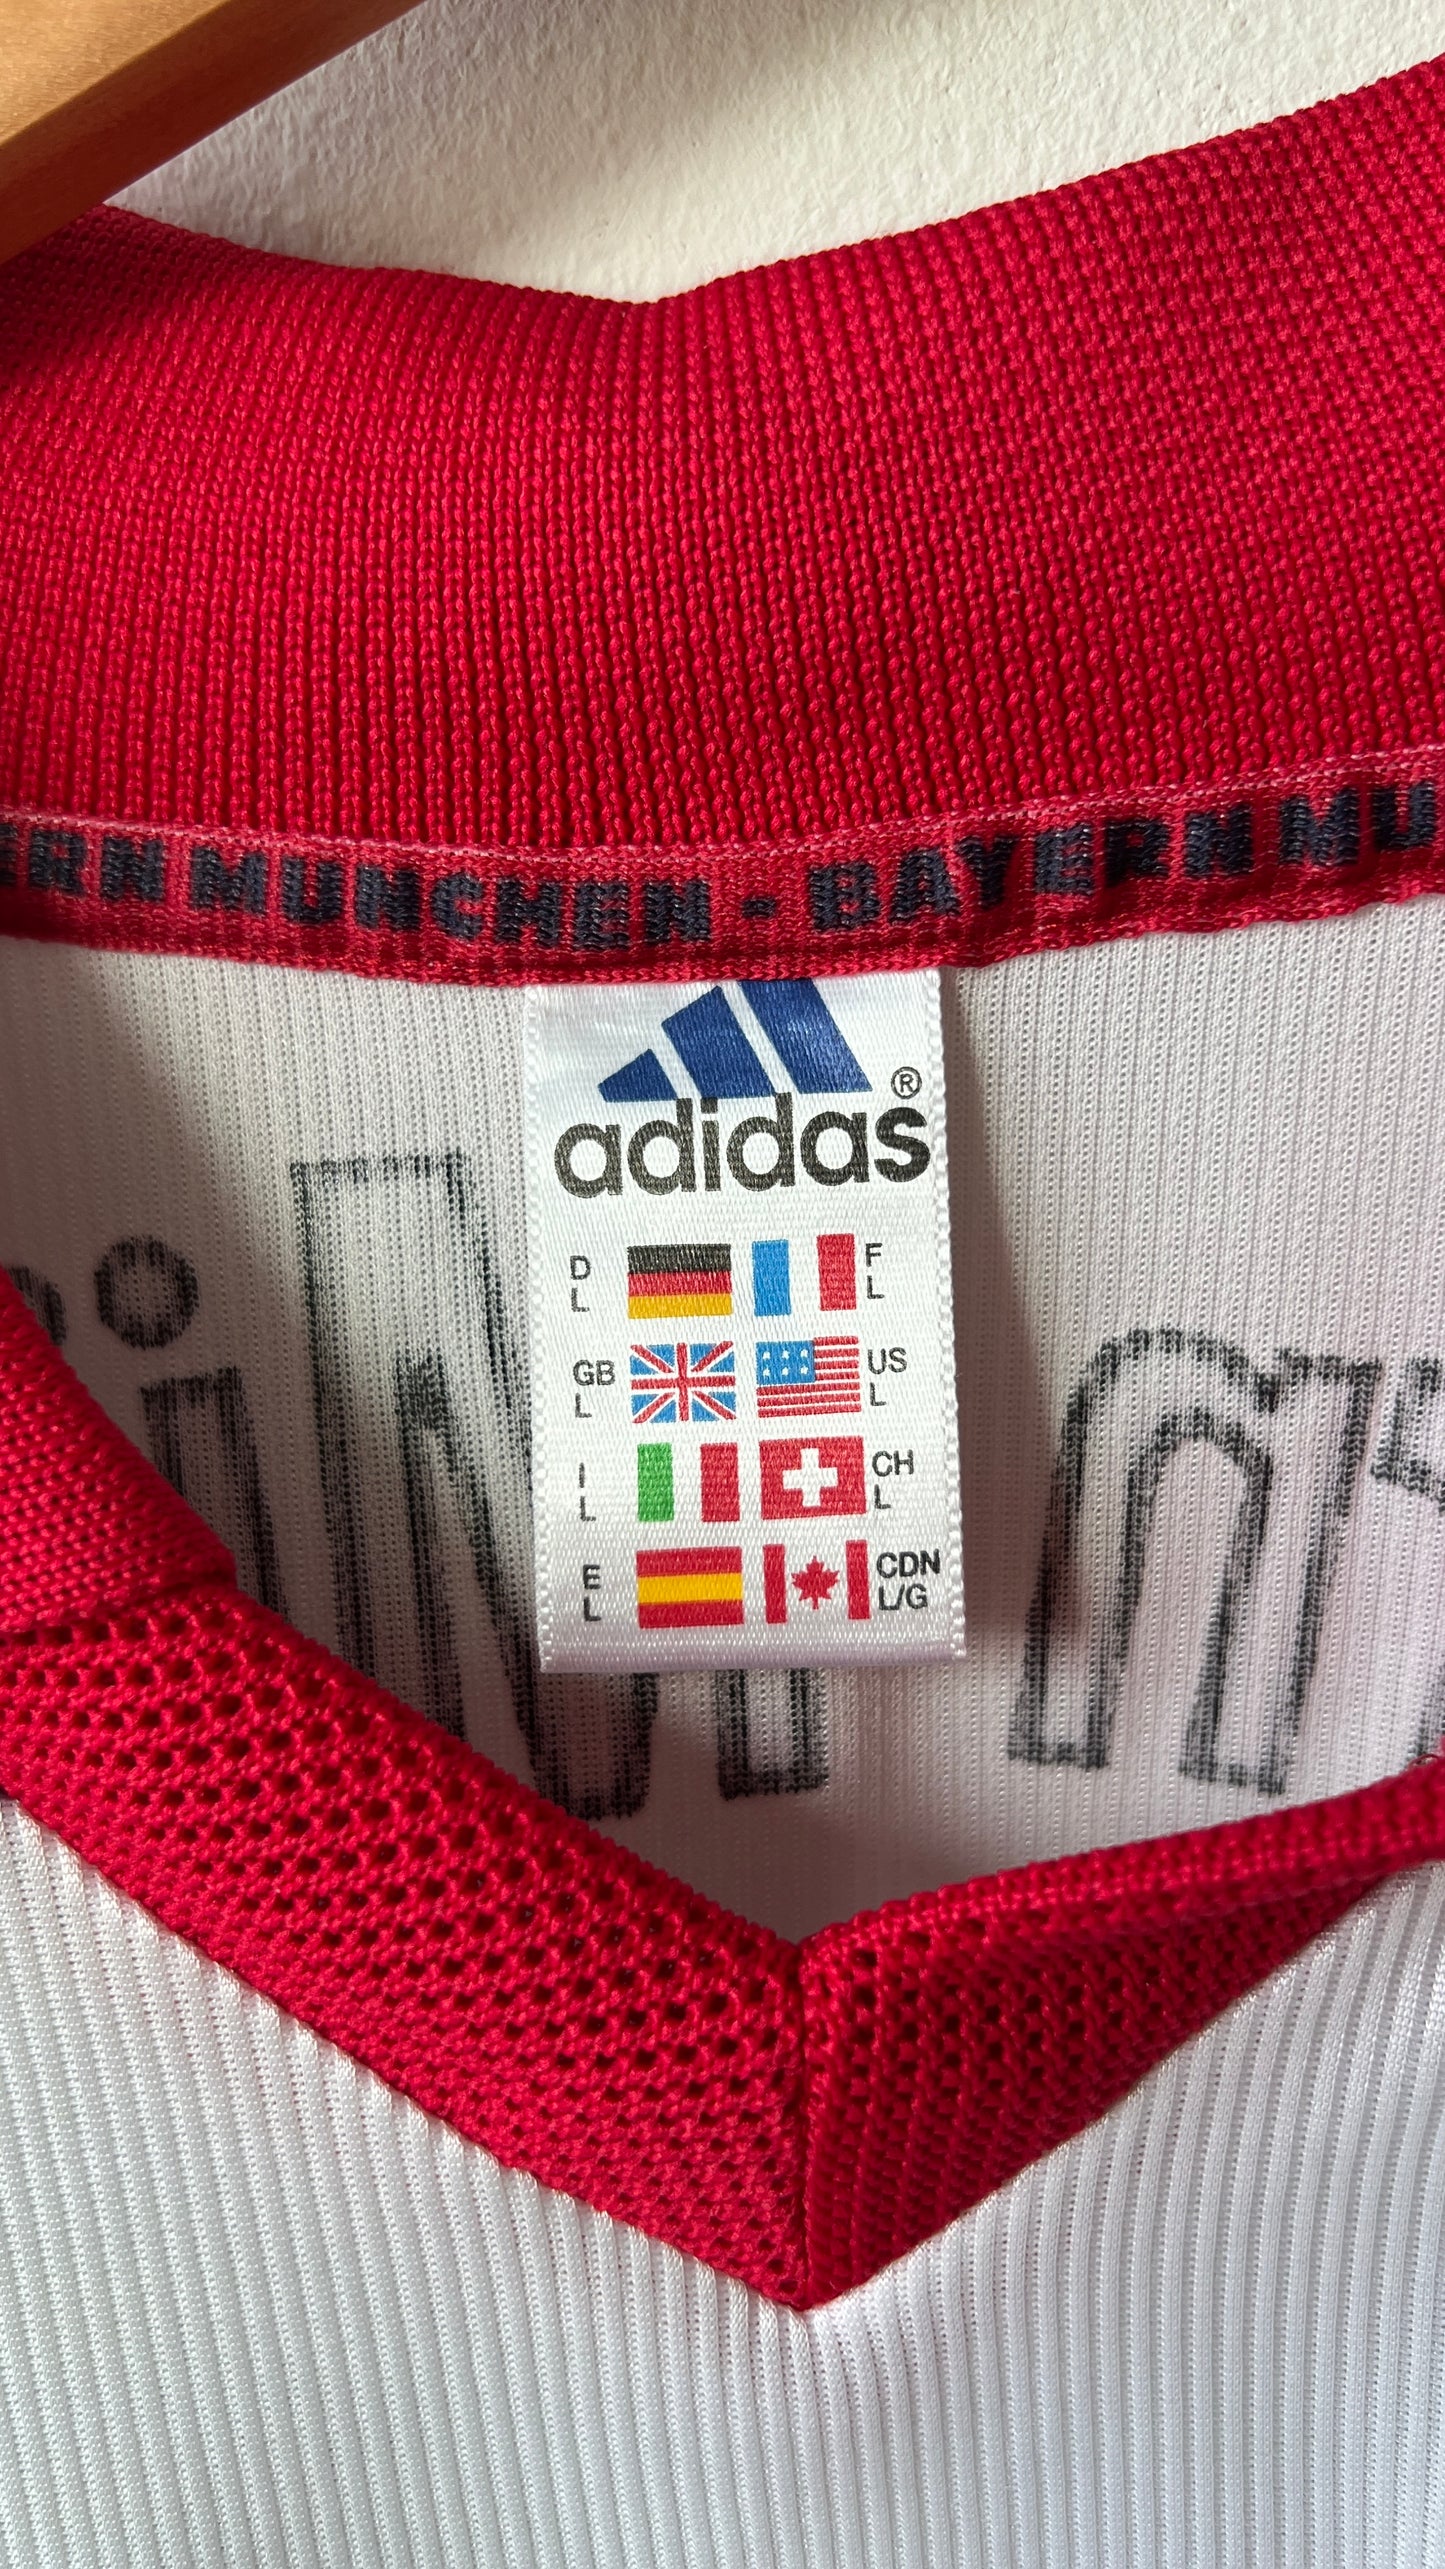 ERN MUNCHEN - BAYERN MU
adidas®
D L F L
GB L US L
I L CH L
E L CDN L/G